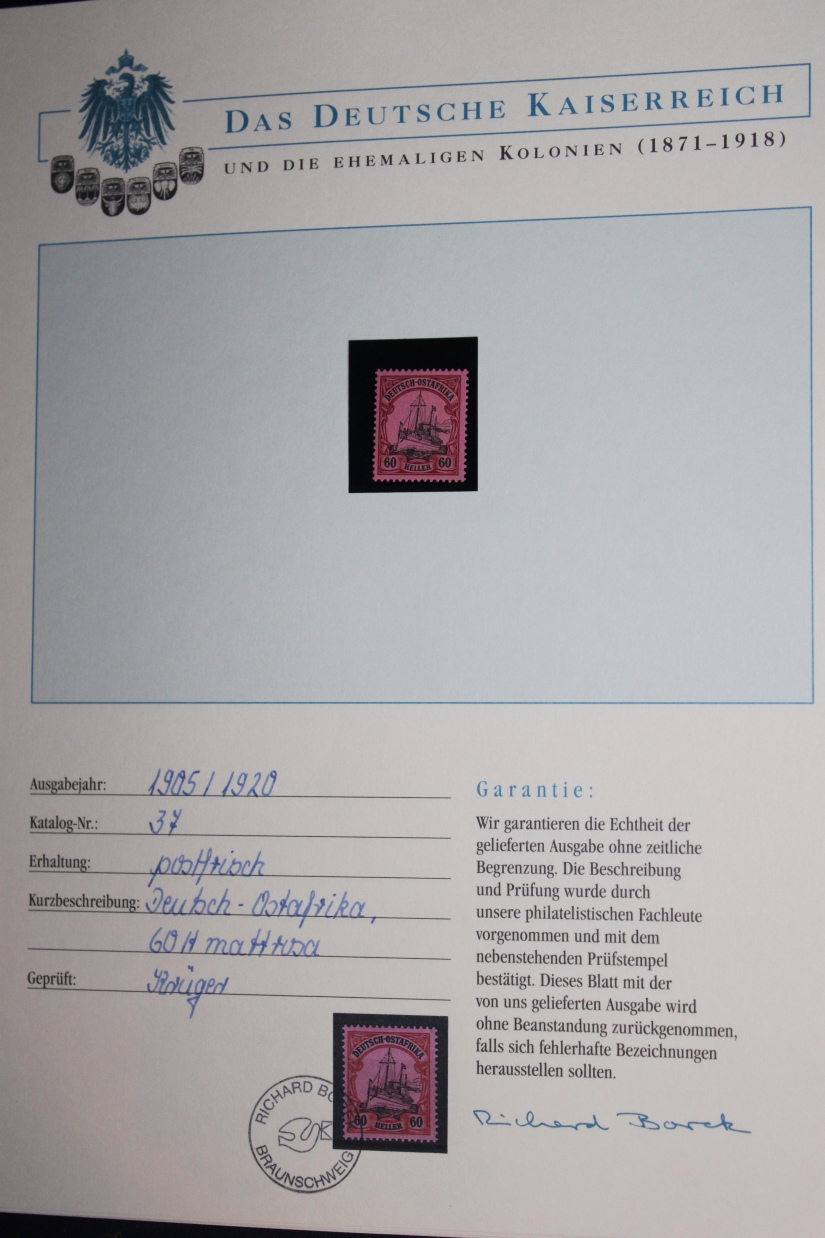 DAS DEUTSCHE KAISERREICH
UND DIE EHEMALIGEN KOLONIEN (1871–1918)
DEUTSCH-OSTAFRIKA
60 60
HELLER
Ausgabejahr: 1905/1920
Katalog-Nr.: 37
Erhaltung: postfrisch
Kurzbeschreibung: Deutsch-Ostafrika,
60 H mattrosa
Geprüft: Krüger
Garantie:
Wir garantieren die Echtheit der
gelieferten Ausgabe ohne zeitliche
Begrenzung. Die Beschreibung
und Prüfung wurde durch
unsere philatelistischen Fachleute
vorgenommen und mit dem
nebenstehenden Prüfstempel
bestätigt. Dieses Blatt mit der
von uns gelieferten Ausgabe wird
ohne Beanstandung zurückgenommen,
falls sich fehlerhafte Bezeichnungen
herausstellen sollten.
Richard Borek
DEUTSCH-OSTAFRIKA
60 60
HELLER
RICHARD BO
BRAUNSCHWEIG